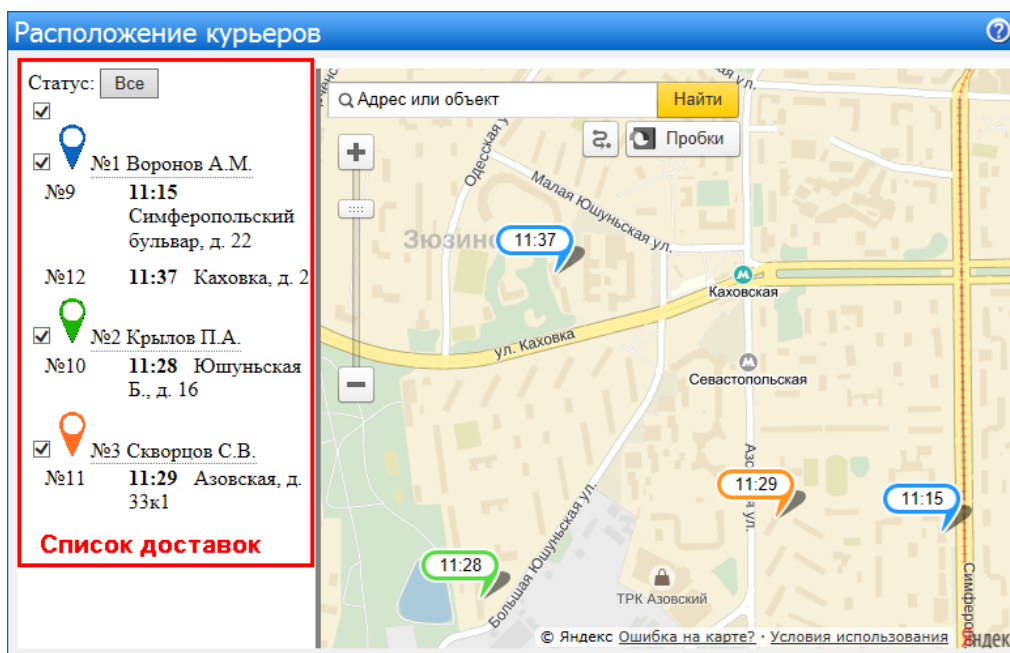 Расположение курьеров
Статус: Все
№1 Воронов А.М.
№9 11:15
Симферопольский
бульвар, д. 22
№12 11:37 Каховка, д. 2
№2 Крылов П.А.
№10 11:28 Юшуньская
Б., д. 16
№3 Скворцов С.В.
№11 11:29 Азовская, д.
33к1
Список доставок
Адрес или объект
Найти
Пробки
Одесская у
Малая Юшуньская ул.
Зюзин
11:37
Каховская
ул. Каховка
Севастопольская
11:29
11:15
11:28
Большая Юшуньская ул.
ТРК Азовский
© Яндекс Ошибка на карте? · Условия использования